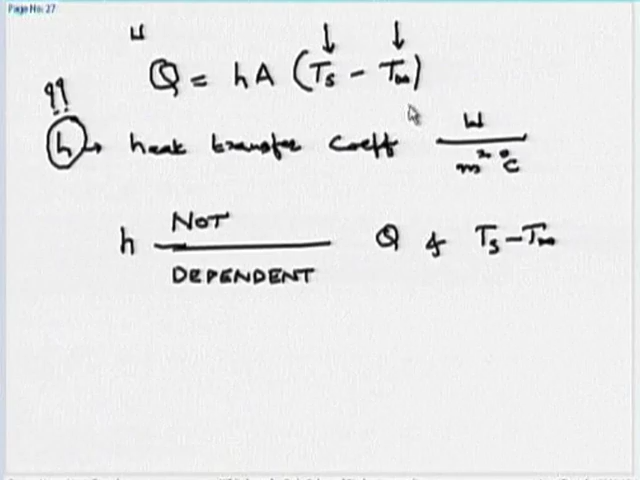 Page No: 27
Q = hA (Ts - T∞)
!!
h → heat transfer coeff W / m² °C
h NOT DEPENDENT Q & Ts - T∞